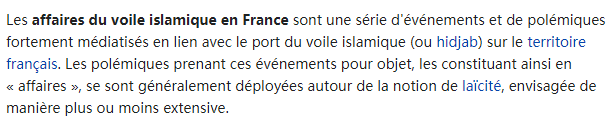 Les affaires du voile islamique en France sont une série d'événements et de polémiques
fortement médiatisés en lien avec le port du voile islamique (ou hidjab) sur le territoire
français. Les polémiques prenant ces événements pour objet, les constituant ainsi en
« affaires », se sont généralement déployées autour de la notion de laïcité, envisagée de
manière plus ou moins extensive.